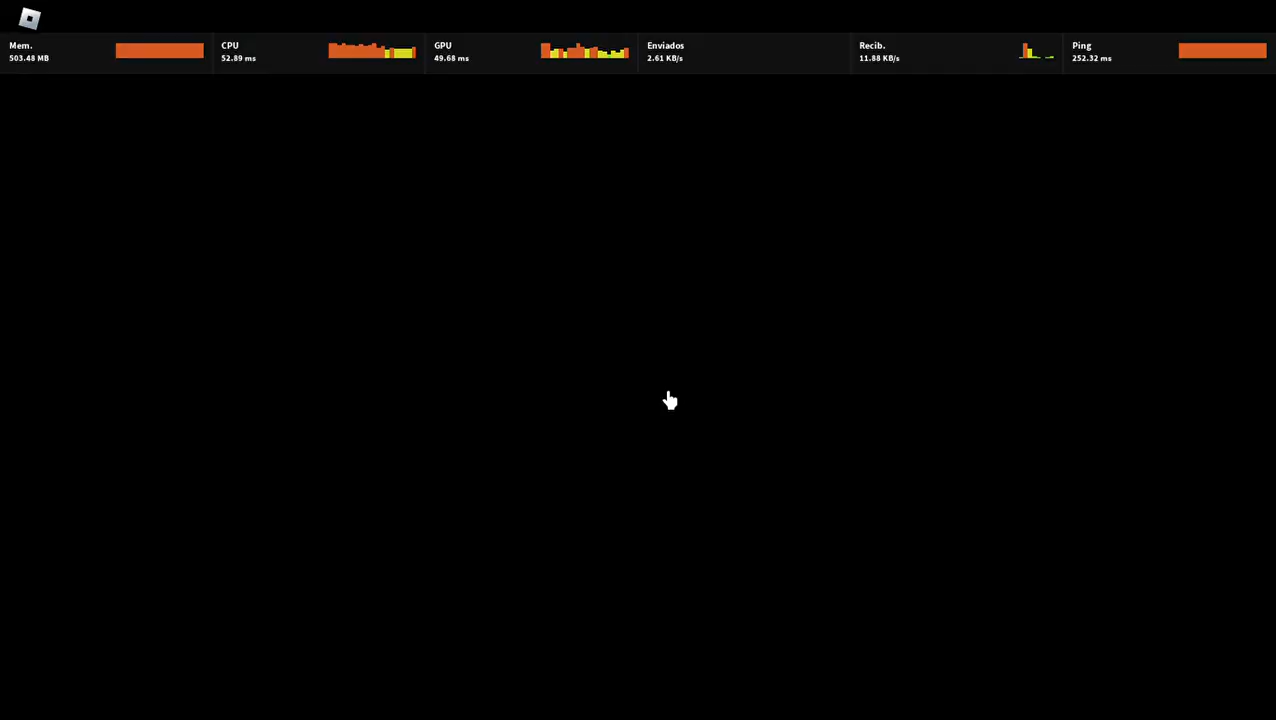 Mem.
503.48 MB
CPU
52.89 ms
GPU
49.68 ms
Enviados
2.61 KB/s
Recib.
11.88 KB/s
Ping
252.32 ms